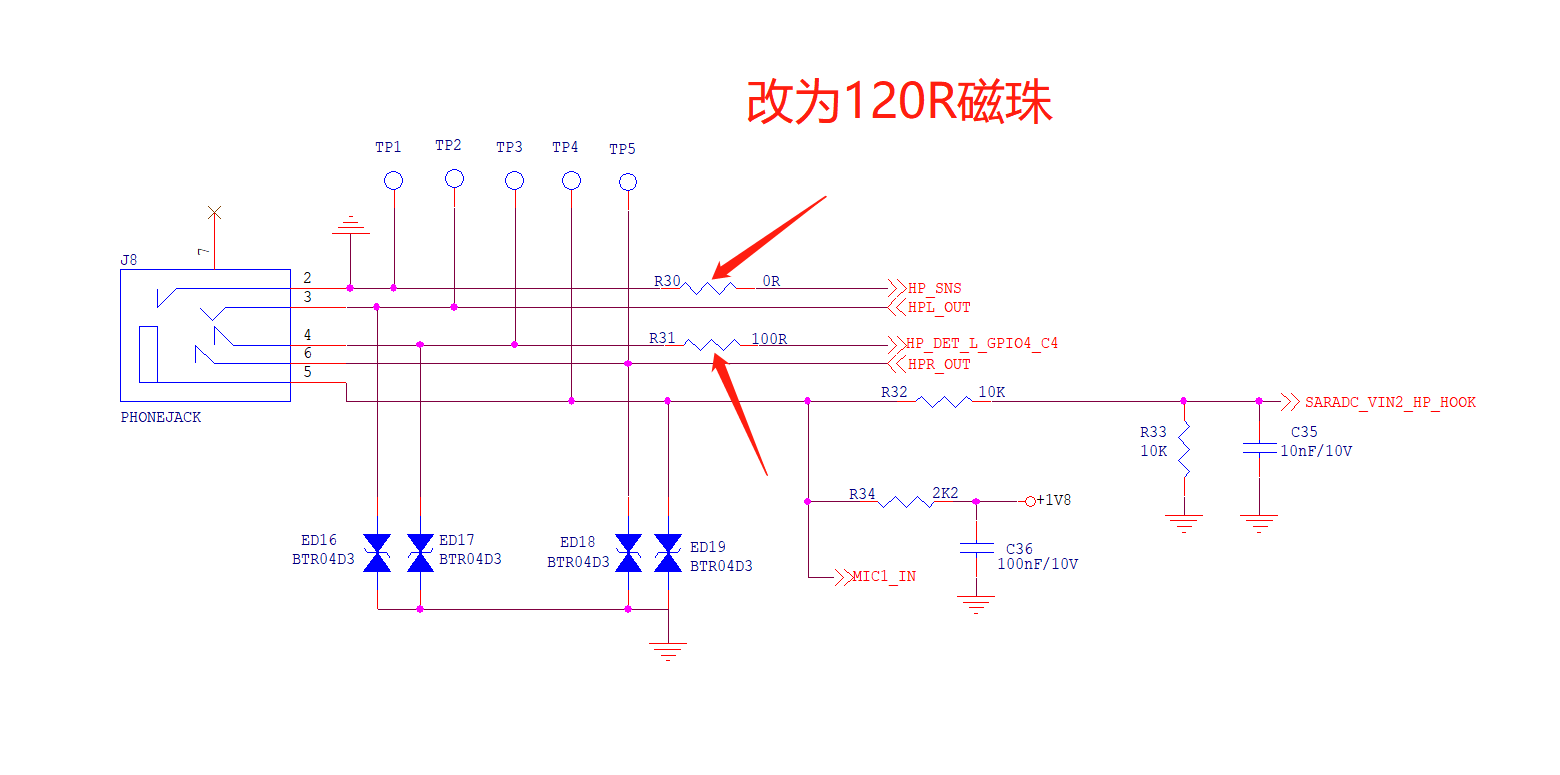 改为120R磁珠
TP1
TP2
TP3
TP4
TP5
7
J8
2
3
4
6
5
PHONEJACK
R30
0R
HP_SNS
HPL_OUT
R31
100R
HP_DET_L_GPIO4_C4
HPR_OUT
R32
10K
SARADC_VIN2_HP_HOOK
R33
10K
C35
10nF/10V
R34
2K2
+1V8
C36
100nF/10V
MIC1_IN
ED16
BTR04D3
ED17
BTR04D3
ED18
BTR04D3
ED19
BTR04D3